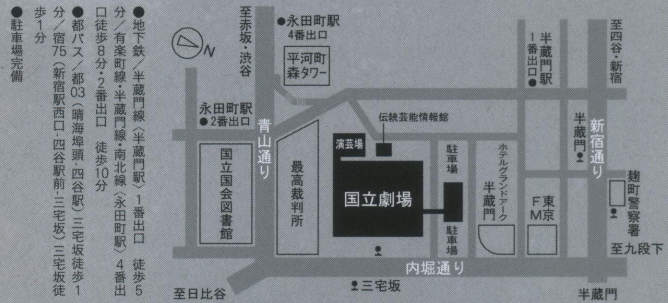 ●地下鉄/半蔵門線〈半蔵門駅〉1番出口 徒歩5
分/有楽町線・半蔵門線・南北線〈永田町駅〉4番出
口徒歩8分・2番出口 徒歩10分
●都バス/都03(晴海埠頭-四谷駅)三宅坂徒歩1
分/宿75(新宿駅西口-四谷駅前-三宅坂)三宅坂徒
歩1分
●駐車場完備
N
至赤坂・渋谷
永田町駅
4番出口
平河町
森タワー
永田町駅
●2番出口
青山通り
国立国会図書館
最高裁判所
演芸場
伝統芸能情報館
国立劇場
駐車場
駐車場
ホテルグランドアーク
半蔵門
半蔵門駅
1番出口●
至四谷・新宿
半蔵門
新宿通り
東京
FM
麹町警察署
至九段下
内堀通り
三宅坂
至日比谷
半蔵門